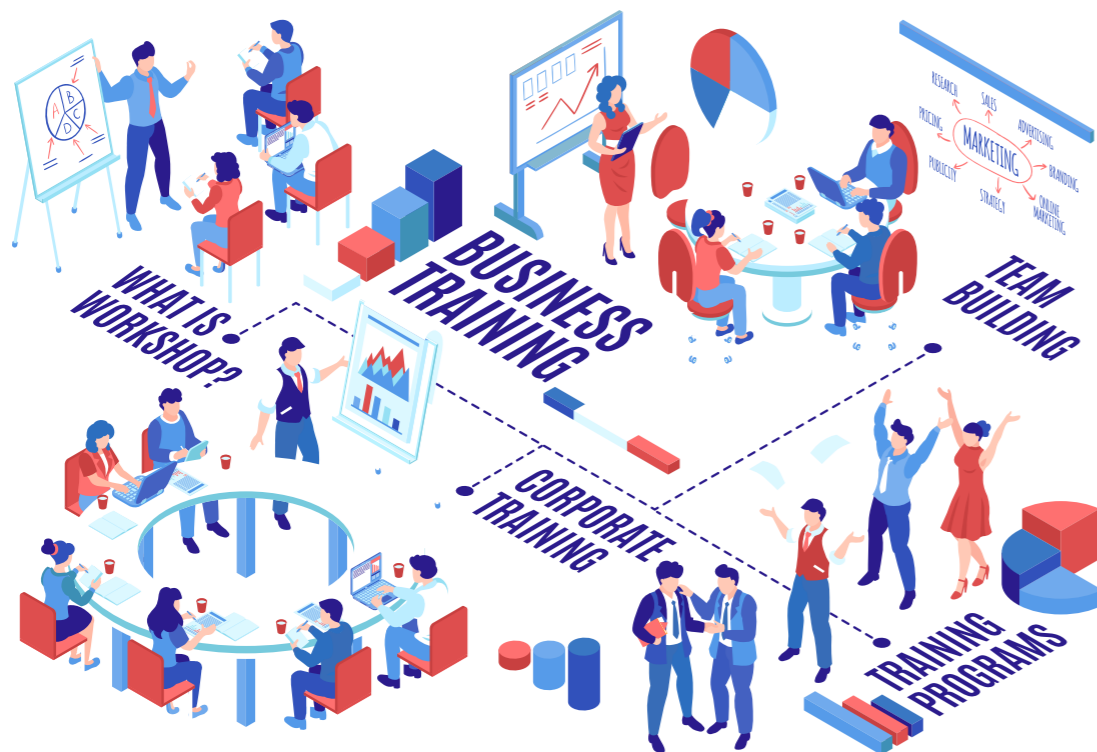 A
B
C
D
WHAT IS
WORKSHOP?
BUSINESS
TRAINING
RESEARCH
SALES
ADVERTISING
PRICING
MARKETING
BRANDING
PUBLICITY
STRATEGY
ONLINE
MARKETING
TEAM
BUILDING
CORPORATE
TRAINING
TRAINING
PROGRAMS